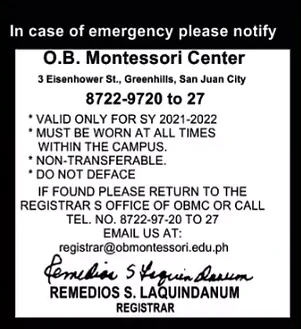 In case of emergency please notify
O.B. Montessori Center
3 Eisenhower St., Greenhills, San Juan City
8722-9720 to 27
* VALID ONLY FOR SY 2021-2022
* MUST BE WORN AT ALL TIMES
WITHIN THE CAMPUS.
* NON-TRANSFERABLE.
* DO NOT DEFACE
IF FOUND PLEASE RETURN TO THE
REGISTRAR S OFFICE OF OBMC OR CALL
TEL. NO. 8722-97-20 TO 27
EMAIL US AT:
registrar@obmontessori.edu.ph
Remedios S Laquindanum
REMEDIOS S. LAQUINDANUM
REGISTRAR